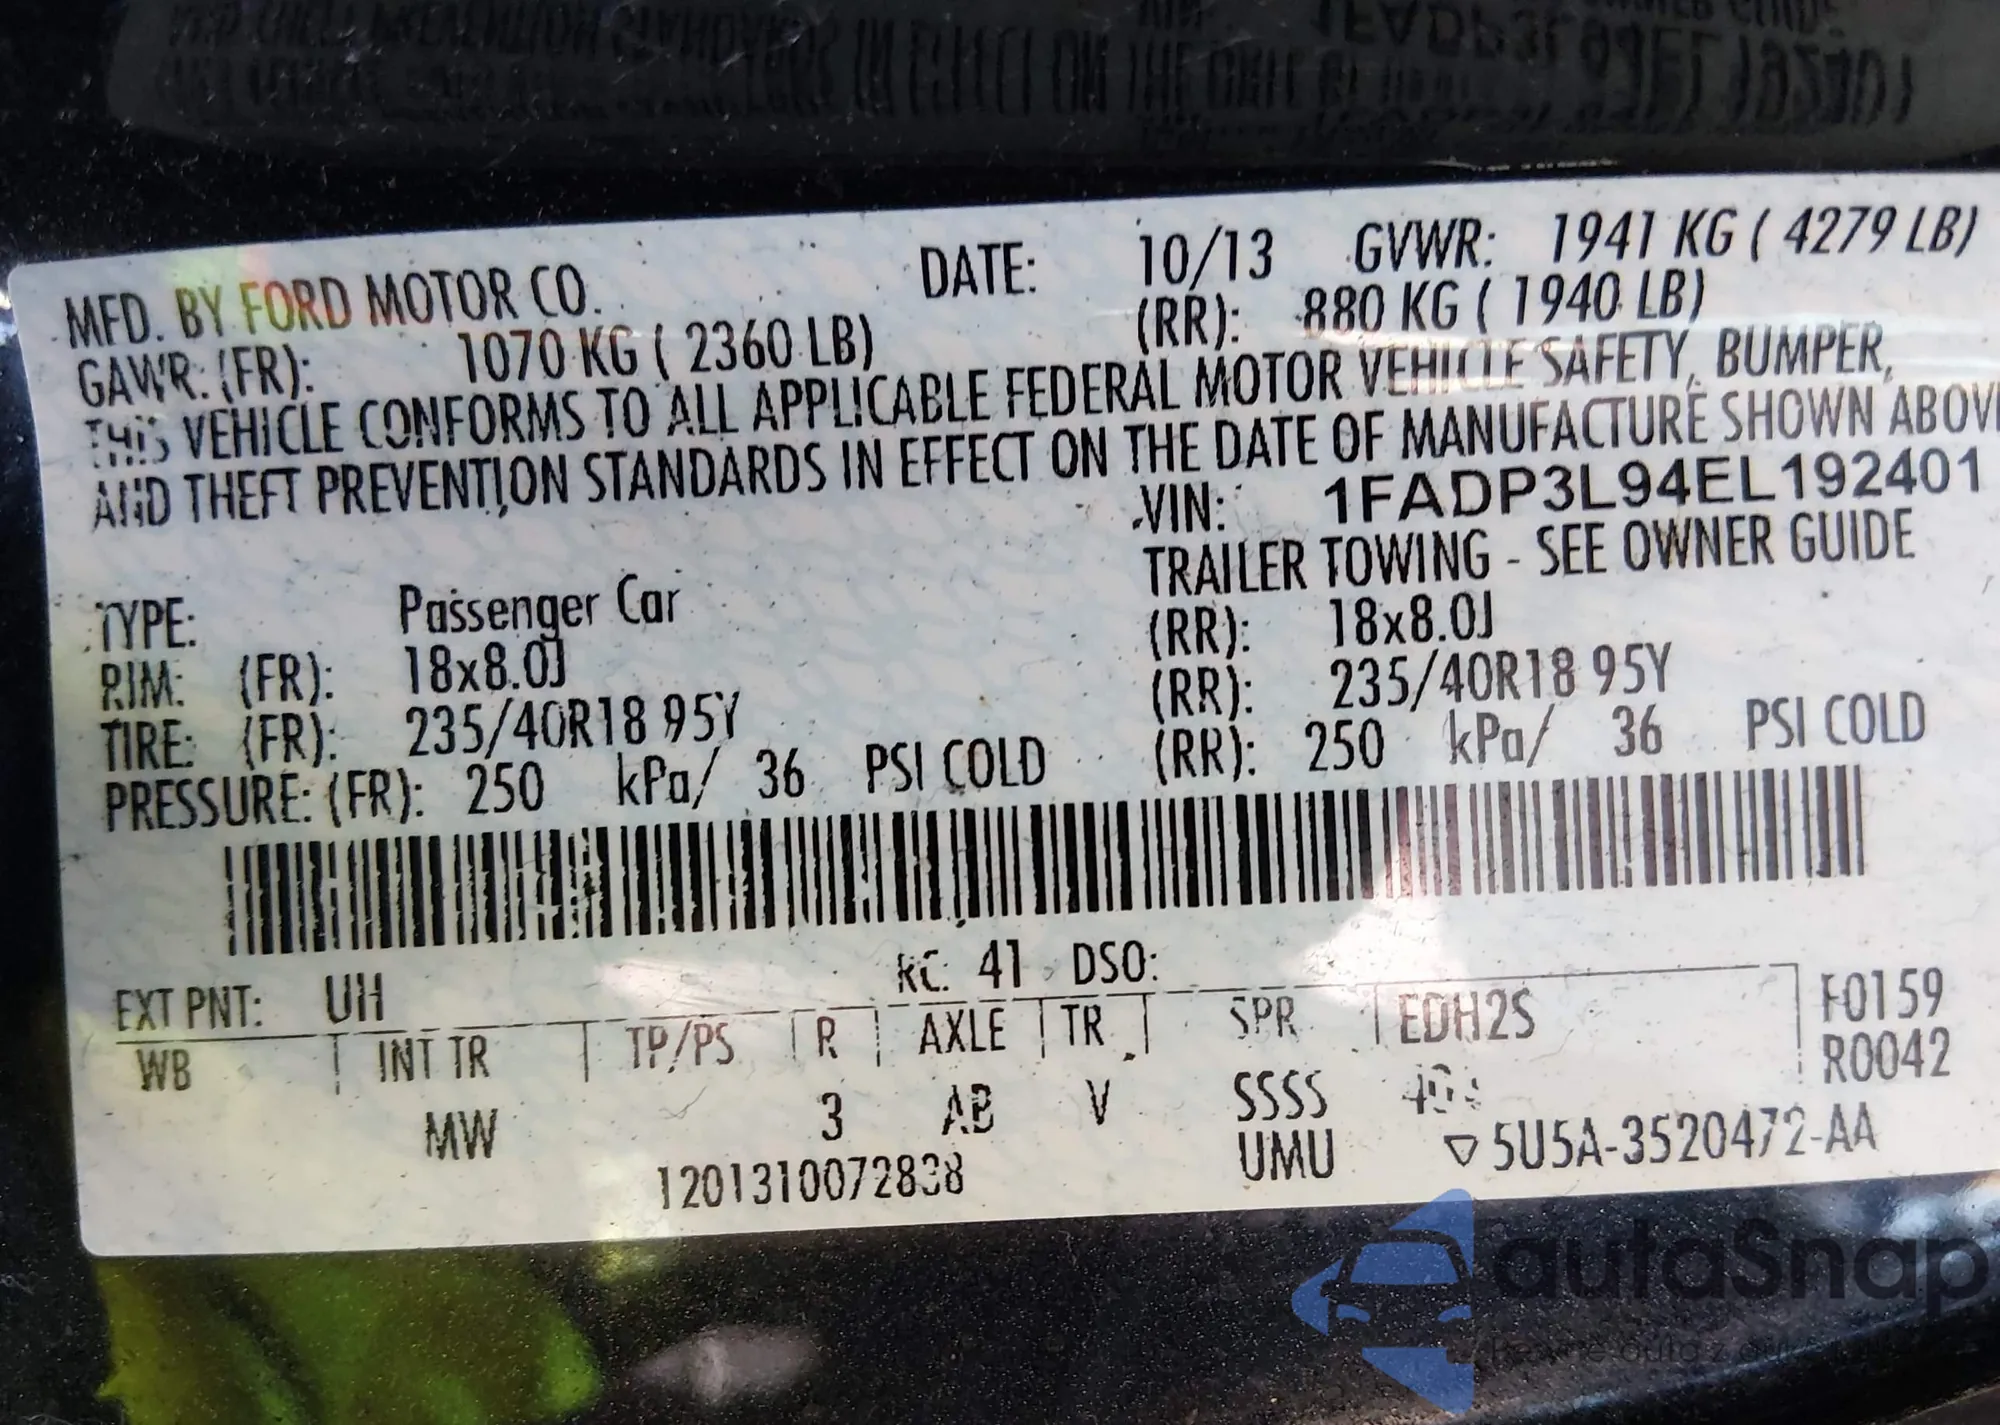 MFD. BY FORD MOTOR CO. DATE: 10/13 GVWR: 1941 KG ( 4279 LB)
GAWR: (FR): 1070 KG ( 2360 LB) (RR): 880 KG ( 1940 LB)
THIS VEHICLE CONFORMS TO ALL APPLICABLE FEDERAL MOTOR VEHICLE SAFETY, BUMPER,
AND THEFT PREVENTION STANDARDS IN EFFECT ON THE DATE OF MANUFACTURE SHOWN ABOVE
VIN: 1FADP3L94EL192401
TRAILER TOWING - SEE OWNER GUIDE
TYPE: Passenger Car
RIM: (FR): 18x8.0J (RR): 18x8.0J
TIRE: (FR): 235/40R18 95Y (RR): 235/40R18 95Y
PRESSURE: (FR): 250 kPa/ 36 PSI COLD (RR): 250 kPa/ 36 PSI COLD
EXT PNT: UH RC: 41 DSO:
WB INT TR TP/PS R AXLE TR SPR EDH2S F0159
R0042
MW 3 AB V SSSS
UMU ▽ 5U5A-3520472-AA
1201310072838
autaSnap